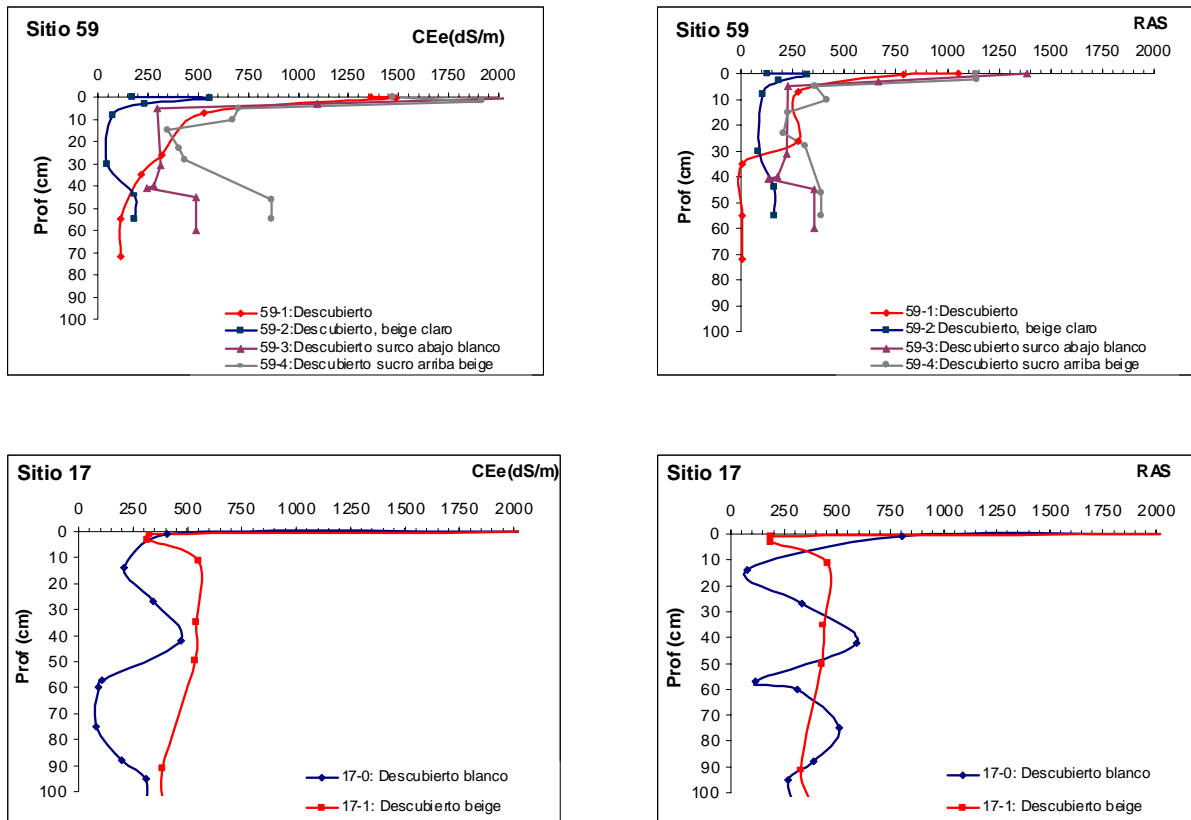 Sitio 59
CEe(dS/m)
0 250 500 750 1000 1250 1500 1750 2000
Prof (cm)
0
10
20
30
40
50
60
70
80
90
100
59-1:Descubierto
59-2:Descubierto, beige claro
59-3:Descubierto surco abajo blanco
59-4:Descubierto sucro arriba beige
Sitio 59
RAS
0 250 500 750 1000 1250 1500 1750 2000
Prof (cm)
0
10
20
30
40
50
60
70
80
90
100
59-1:Descubierto
59-2:Descubierto, beige claro
59-3:Descubierto surco abajo blanco
59-4:Descubierto sucro arriba beige
Sitio 17
CEe(dS/m)
0 250 500 750 1000 1250 1500 1750 2000
Prof (cm)
0
10
20
30
40
50
60
70
80
90
100
17-0: Descubierto blanco
17-1: Descubierto beige
Sitio 17
RAS
0 250 500 750 1000 1250 1500 1750 2000
Prof (cm)
0
10
20
30
40
50
60
70
80
90
100
17-0: Descubierto blanco
17-1: Descubierto beige